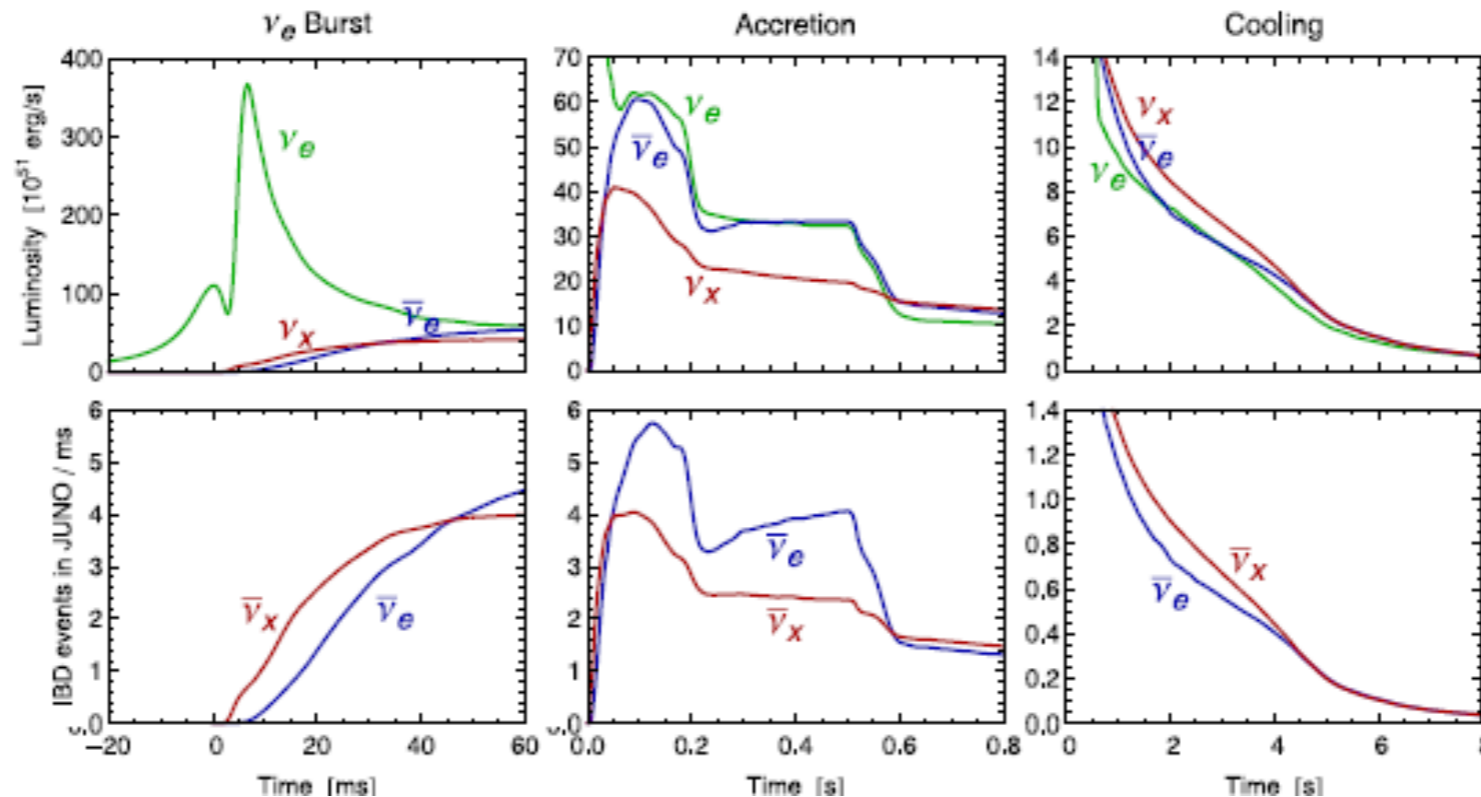 νₑ Burst
Accretion
Cooling
Luminosity [10⁵¹ erg/s]
400
300
200
100
0
νₑ
ν̅ₑ
νₓ
70
60
50
40
30
20
10
0
νₑ
ν̅ₑ
νₓ
14
12
10
8
6
4
2
0
νₓ
ν̅ₑ
νₑ
IBD events in JUNO / ms
6
5
4
3
2
1
0
ν̅ₓ
ν̅ₑ
−20
0
20
40
60
Time [ms]
6
5
4
3
2
1
0
ν̅ₑ
ν̅ₓ
0.0
0.2
0.4
0.6
0.8
Time [s]
1.4
1.2
1.0
0.8
0.6
0.4
0.2
0.0
ν̅ₓ
ν̅ₑ
0
2
4
6
8
Time [s]